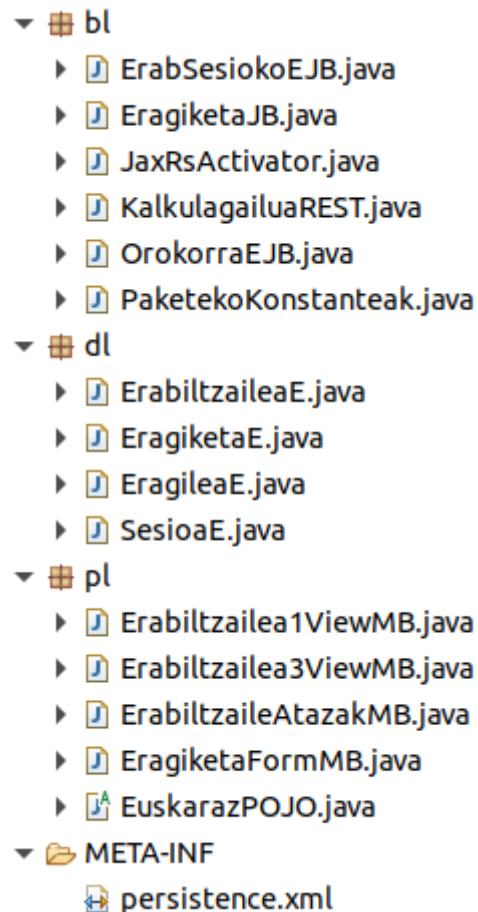 bl
ErabSesiokoEJB.java
EragiketaJB.java
JaxRsActivator.java
KalkulagailuaREST.java
OrokorraEJB.java
PaketekoKonstanteak.java
dl
ErabiltzaileaE.java
EragiketaE.java
EragileaE.java
SesioaE.java
pl
Erabiltzailea1ViewMB.java
Erabiltzailea3ViewMB.java
ErabiltzaileAtazakMB.java
EragiketaFormMB.java
EuskarazPOJO.java
META-INF
persistence.xml